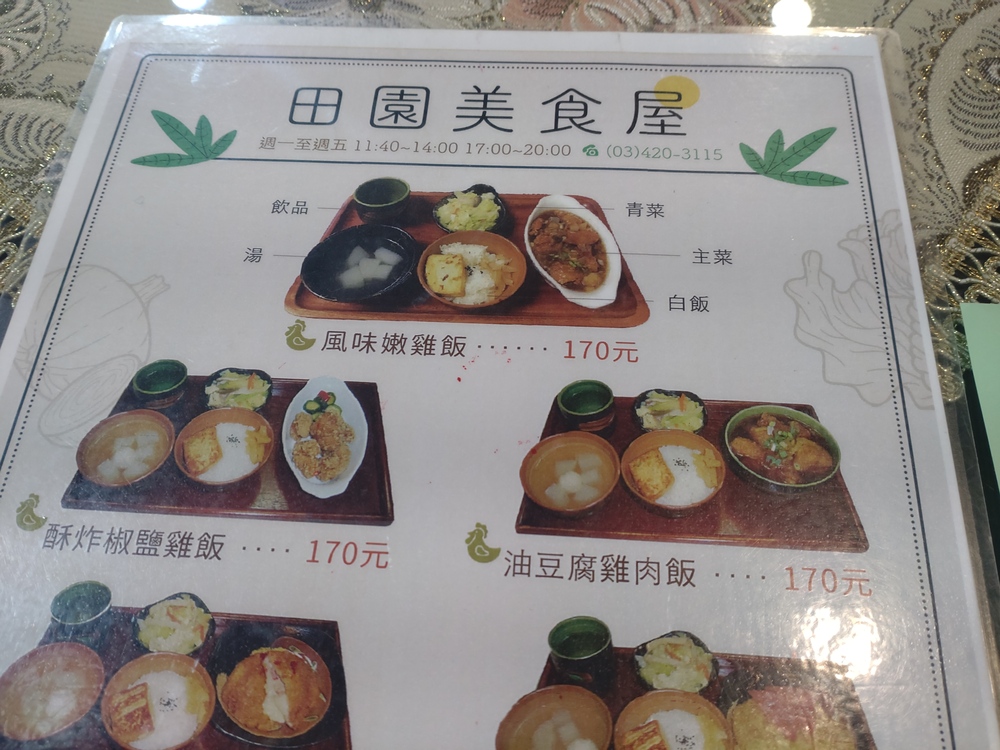 田園美食屋
週一至週五 11:40~14:00 17:00~20:00 ☎ (03)420-3115
飲品
青菜
湯
主菜
白飯
風味嫩雞飯 ······ 170元
酥炸椒鹽雞飯 ···· 170元
油豆腐雞肉飯 ···· 170元